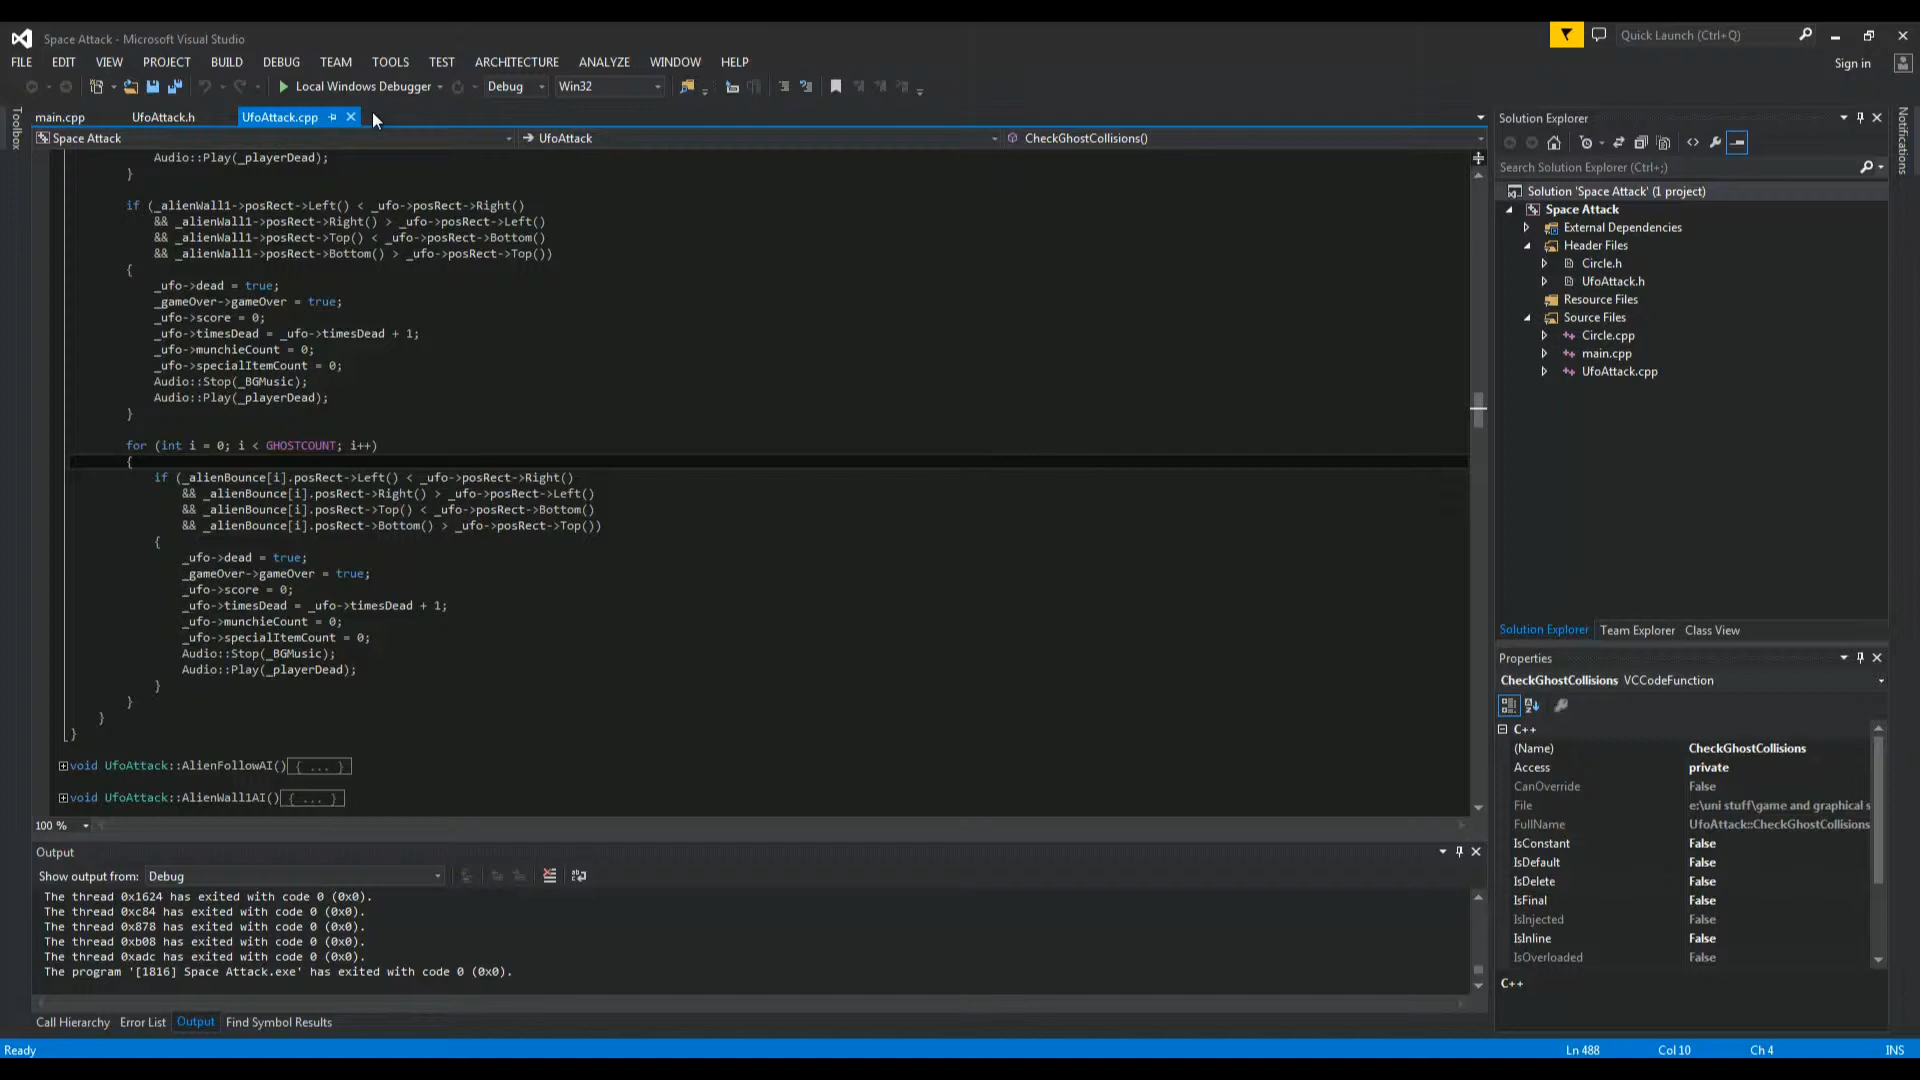 Space Attack - Microsoft Visual Studio
Quick Launch (Ctrl+Q)
FILE EDIT VIEW PROJECT BUILD DEBUG TEAM TOOLS TEST ARCHITECTURE ANALYZE WINDOW HELP
Sign in
Local Windows Debugger Debug Win32
Toolbox
main.cpp UfoAttack.h UfoAttack.cpp
Space Attack UfoAttack CheckGhostCollisions()
Audio::Play(_playerDead);
}
if (_alienWall1->posRect->Left() < _ufo->posRect->Right()
&& _alienWall1->posRect->Right() > _ufo->posRect->Left()
&& _alienWall1->posRect->Top() < _ufo->posRect->Bottom()
&& _alienWall1->posRect->Bottom() > _ufo->posRect->Top())
{
_ufo->dead = true;
_gameOver->gameOver = true;
_ufo->score = 0;
_ufo->timesDead = _ufo->timesDead + 1;
_ufo->munchieCount = 0;
_ufo->specialItemCount = 0;
Audio::Stop(_BGMusic);
Audio::Play(_playerDead);
}
for (int i = 0; i < GHOSTCOUNT; i++)
{
if (_alienBounce[i].posRect->Left() < _ufo->posRect->Right()
&& _alienBounce[i].posRect->Right() > _ufo->posRect->Left()
&& _alienBounce[i].posRect->Top() < _ufo->posRect->Bottom()
&& _alienBounce[i].posRect->Bottom() > _ufo->posRect->Top())
{
_ufo->dead = true;
_gameOver->gameOver = true;
_ufo->score = 0;
_ufo->timesDead = _ufo->timesDead + 1;
_ufo->munchieCount = 0;
_ufo->specialItemCount = 0;
Audio::Stop(_BGMusic);
Audio::Play(_playerDead);
}
}
}
}
void UfoAttack::AlienFollowAI(){ ... }
void UfoAttack::AlienWall1AI(){ ... }
100 %
Output
Show output from: Debug
The thread 0x1624 has exited with code 0 (0x0).
The thread 0xc84 has exited with code 0 (0x0).
The thread 0x878 has exited with code 0 (0x0).
The thread 0xb08 has exited with code 0 (0x0).
The thread 0xadc has exited with code 0 (0x0).
The program '[1816] Space Attack.exe' has exited with code 0 (0x0).
Call Hierarchy Error List Output Find Symbol Results
Solution Explorer
Search Solution Explorer (Ctrl+;)
Solution 'Space Attack' (1 project)
Space Attack
External Dependencies
Header Files
Circle.h
UfoAttack.h
Resource Files
Source Files
Circle.cpp
main.cpp
UfoAttack.cpp
Solution Explorer Team Explorer Class View
Properties
CheckGhostCollisions VCCodeFunction
C++
(Name) CheckGhostCollisions
Access private
CanOverride False
File e:\uni stuff\game and graphical s
FullName UfoAttack::CheckGhostCollisions
IsConstant False
IsDefault False
IsDelete False
IsFinal False
IsInjected False
IsInline False
IsOverloaded False
C++
Notifications
Ready
Ln 488 Col 10 Ch 4 INS